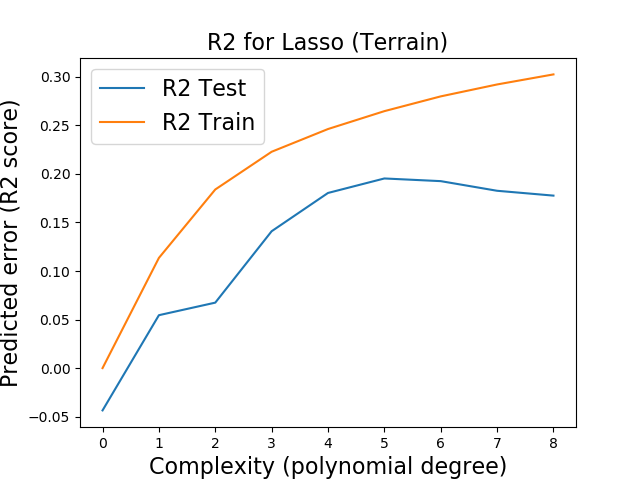 R2 for Lasso (Terrain)
R2 Test
R2 Train
Predicted error (R2 score)
0.30
0.25
0.20
0.15
0.10
0.05
0.00
−0.05
0 1 2 3 4 5 6 7 8
Complexity (polynomial degree)